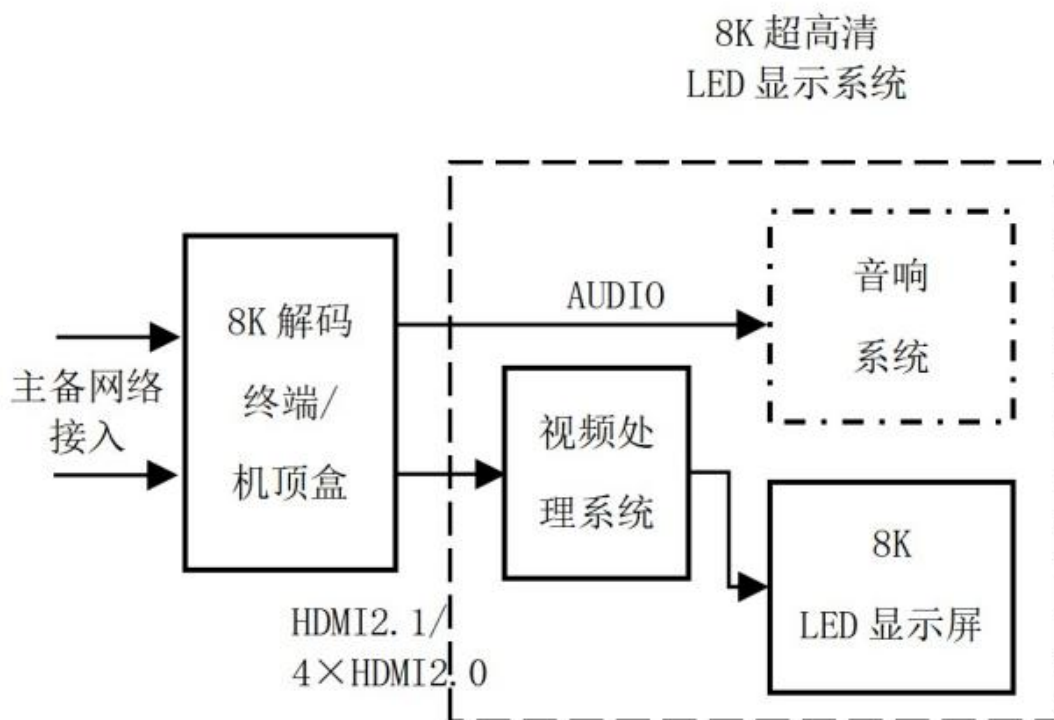 8K 超高清
LED 显示系统
AUDIO
音响
系统
8K 解码
终端/
机顶盒
主备网络
接入
视频处
理系统
8K
LED 显示屏
HDMI2.1/
4×HDMI2.0